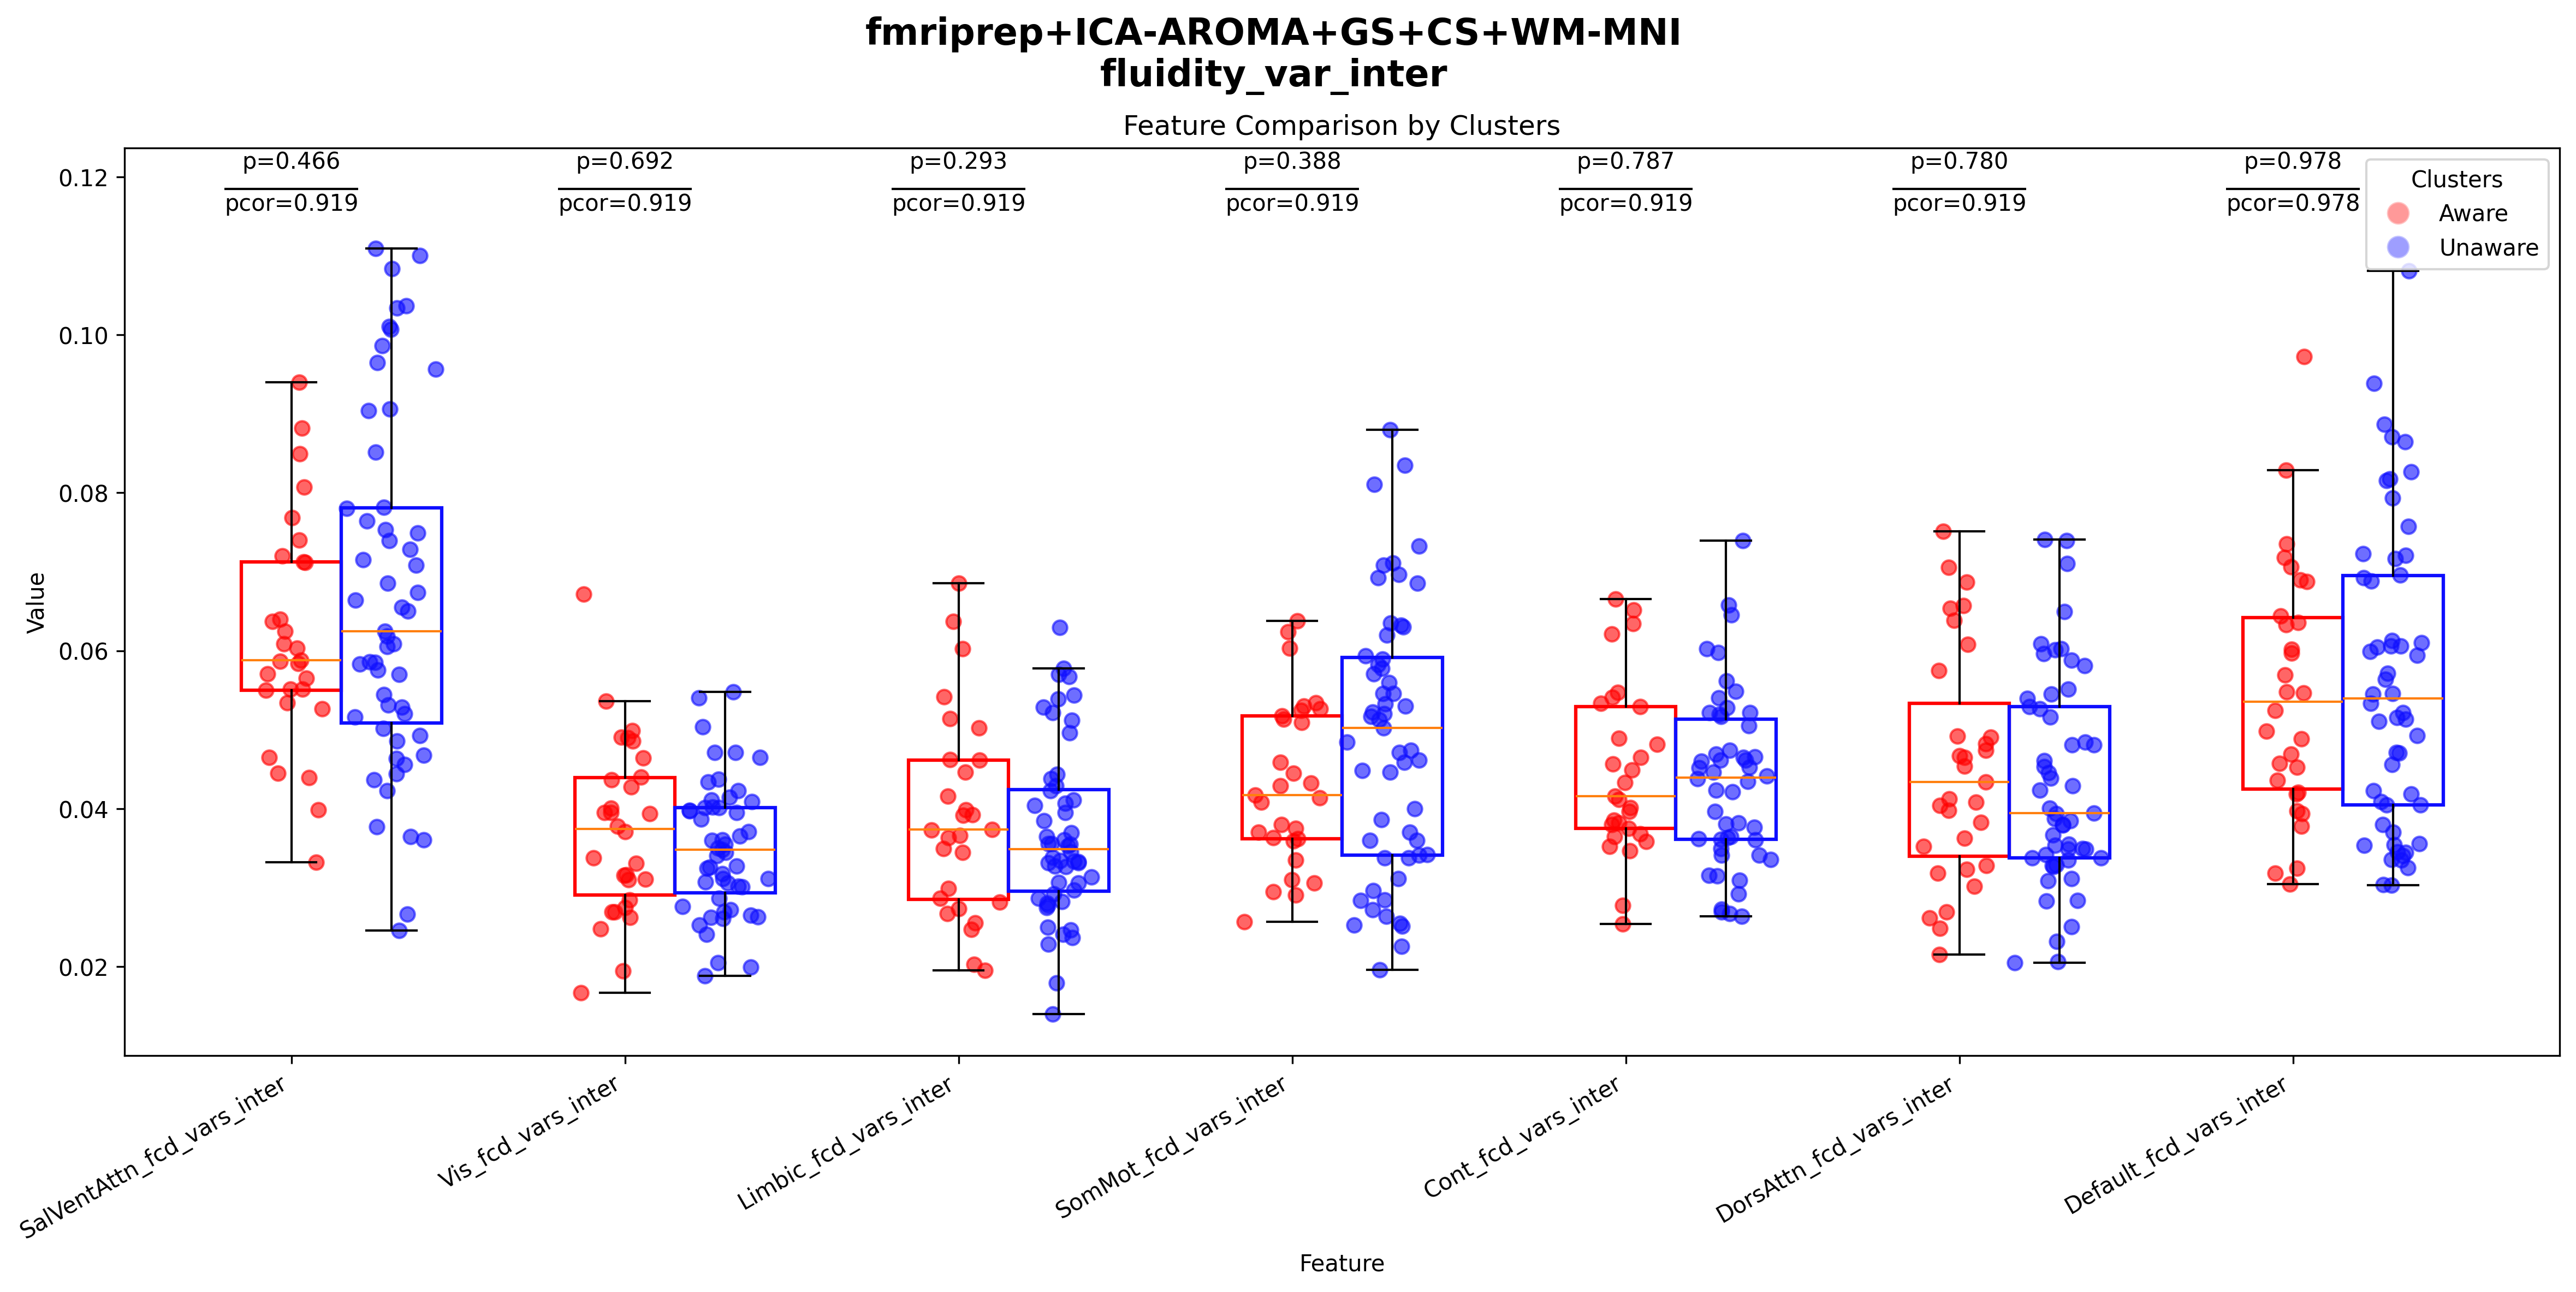 fmriprep+ICA-AROMA+GS+CS+WM-MNI
fluidity_var_inter
Feature Comparison by Clusters
p=0.466 p=0.692 p=0.293 p=0.388 p=0.787 p=0.780 p=0.978
pcor=0.919 pcor=0.919 pcor=0.919 pcor=0.919 pcor=0.919 pcor=0.919 pcor=0.978
Clusters
Aware
Unaware
0.12
0.10
0.08
0.06
0.04
0.02
Value
SalVentAttn_fcd_vars_inter
Vis_fcd_vars_inter
Limbic_fcd_vars_inter
SomMot_fcd_vars_inter
Cont_fcd_vars_inter
DorsAttn_fcd_vars_inter
Default_fcd_vars_inter
Feature